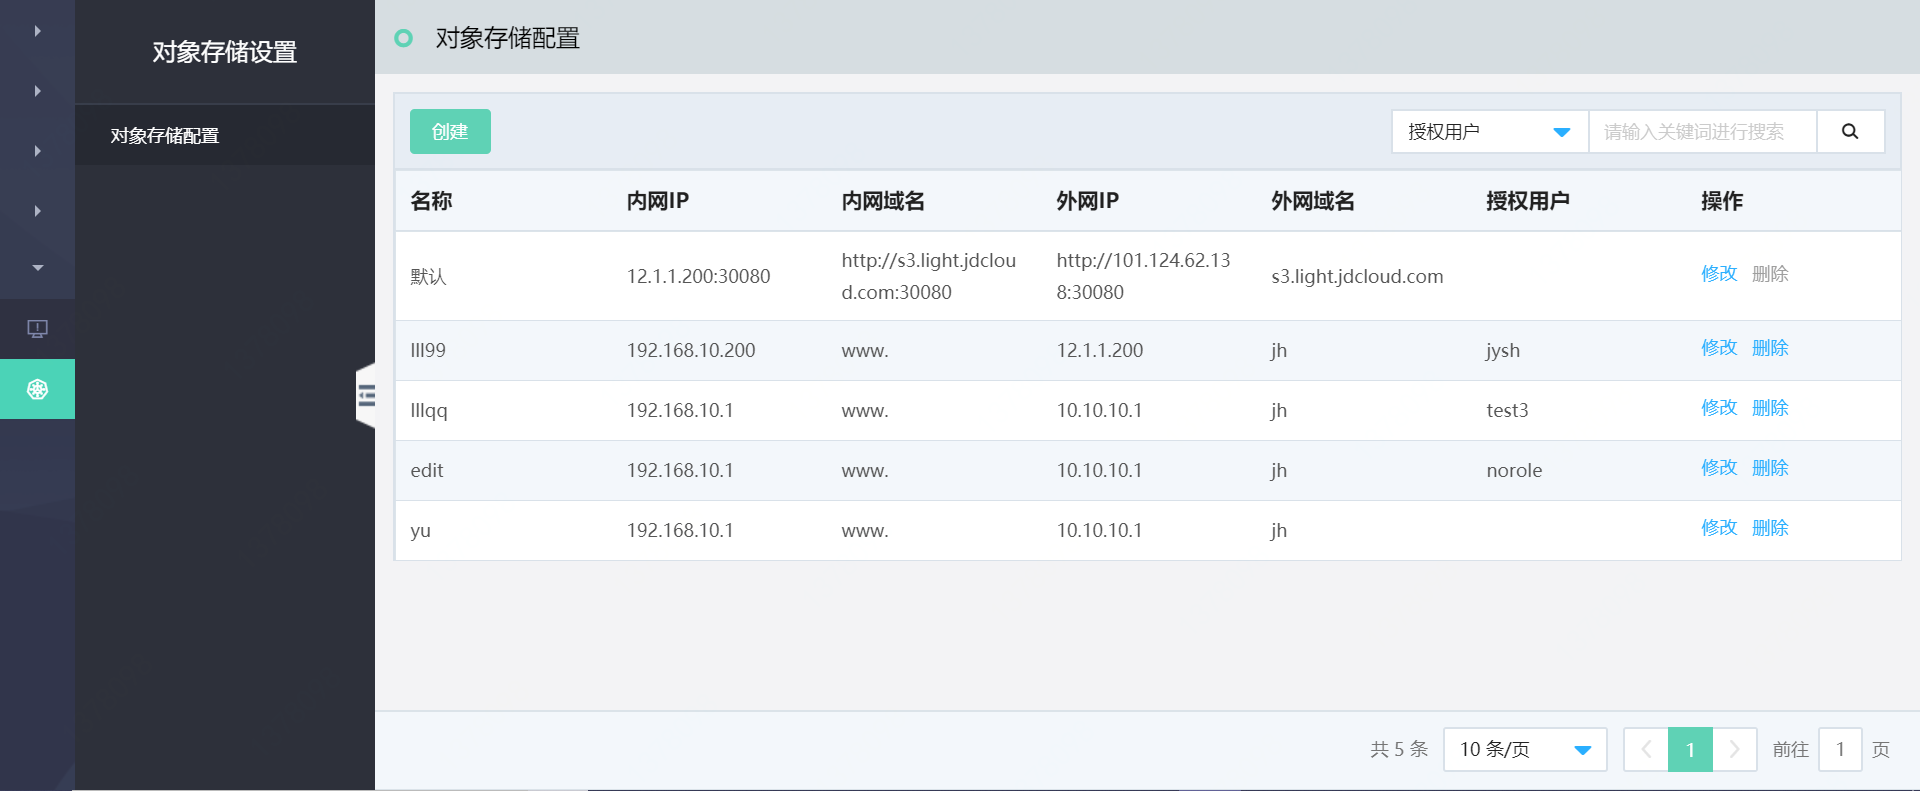 对象存储设置
对象存储配置
对象存储配置
创建
授权用户
请输入关键词进行搜索
名称 内网IP 内网域名 外网IP 外网域名 授权用户 操作
默认 12.1.1.200:30080 http://s3.light.jdclou http://101.124.62.13 s3.light.jdcloud.com 修改 删除
d.com:30080 8:30080
lll99 192.168.10.200 www. 12.1.1.200 jh jysh 修改 删除
lllqq 192.168.10.1 www. 10.10.10.1 jh test3 修改 删除
edit 192.168.10.1 www. 10.10.10.1 jh norole 修改 删除
yu 192.168.10.1 www. 10.10.10.1 jh 修改 删除
共 5 条 10 条/页 1 前往 1 页